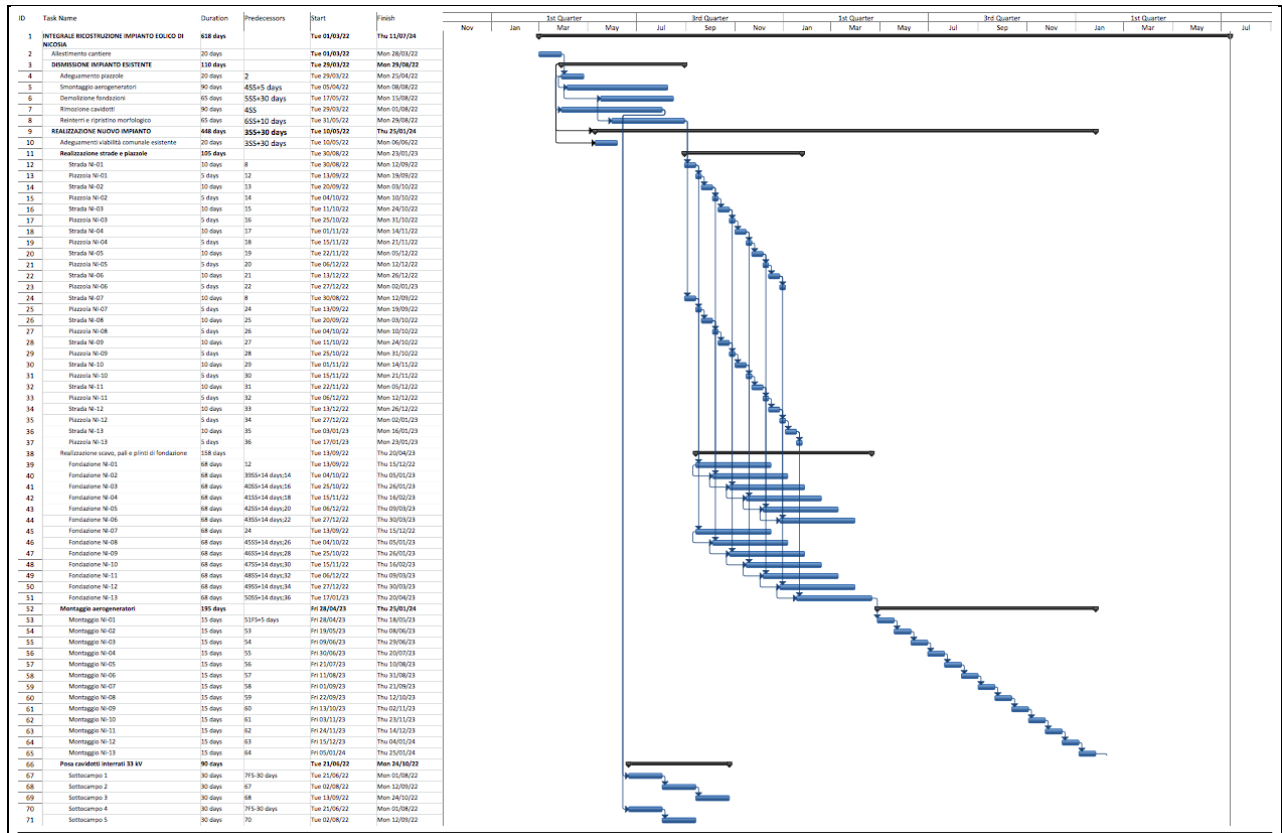 ID Task Name Duration Predecessors Start Finish
1st Quarter 3rd Quarter 1st Quarter 3rd Quarter 1st Quarter
Nov Jan Mar May Jul Sep Nov Jan Mar May Jul Sep Nov Jan Mar May Jul
1 INTEGRALE RICOSTRUZIONE IMPIANTO EOLICO DI 618 days Tue 01/03/22 Thu 11/07/24
NICOSIA
2 Allestimento cantiere 20 days Tue 01/03/22 Mon 28/03/22
3 DISMISSIONE IMPIANTO ESISTENTE 110 days Tue 29/03/22 Mon 29/08/22
4 Adeguamento piazzole 20 days 2 Tue 29/03/22 Mon 25/04/22
5 Smontaggio aerogeneratori 90 days 4SS+5 days Tue 05/04/22 Mon 08/08/22
6 Demolizione fondazioni 65 days 5SS+30 days Tue 17/05/22 Mon 15/08/22
7 Rimozione cavidotti 90 days 4SS Tue 29/03/22 Mon 01/08/22
8 Reinterri e ripristino morfologico 65 days 6SS+10 days Tue 31/05/22 Mon 29/08/22
9 REALIZZAZIONE NUOVO IMPIANTO 448 days 3SS+30 days Tue 10/05/22 Thu 25/01/24
10 Adeguamenti viabilità comunale esistente 20 days 3SS+30 days Tue 10/05/22 Mon 06/06/22
11 Realizzazione strade e piazzole 105 days Tue 30/08/22 Mon 23/01/23
12 Strada NI-01 10 days 8 Tue 30/08/22 Mon 12/09/22
13 Piazzola NI-01 5 days 12 Tue 13/09/22 Mon 19/09/22
14 Strada NI-02 10 days 13 Tue 20/09/22 Mon 03/10/22
15 Piazzola NI-02 5 days 14 Tue 04/10/22 Mon 10/10/22
16 Strada NI-03 10 days 15 Tue 11/10/22 Mon 24/10/22
17 Piazzola NI-03 5 days 16 Tue 25/10/22 Mon 31/10/22
18 Strada NI-04 10 days 17 Tue 01/11/22 Mon 14/11/22
19 Piazzola NI-04 5 days 18 Tue 15/11/22 Mon 21/11/22
20 Strada NI-05 10 days 19 Tue 22/11/22 Mon 05/12/22
21 Piazzola NI-05 5 days 20 Tue 06/12/22 Mon 12/12/22
22 Strada NI-06 10 days 21 Tue 13/12/22 Mon 26/12/22
23 Piazzola NI-06 5 days 22 Tue 27/12/22 Mon 02/01/23
24 Strada NI-07 10 days 8 Tue 30/08/22 Mon 12/09/22
25 Piazzola NI-07 5 days 24 Tue 13/09/22 Mon 19/09/22
26 Strada NI-08 10 days 25 Tue 20/09/22 Mon 03/10/22
27 Piazzola NI-08 5 days 26 Tue 04/10/22 Mon 10/10/22
28 Strada NI-09 10 days 27 Tue 11/10/22 Mon 24/10/22
29 Piazzola NI-09 5 days 28 Tue 25/10/22 Mon 31/10/22
30 Strada NI-10 10 days 29 Tue 01/11/22 Mon 14/11/22
31 Piazzola NI-10 5 days 30 Tue 15/11/22 Mon 21/11/22
32 Strada NI-11 10 days 31 Tue 22/11/22 Mon 05/12/22
33 Piazzola NI-11 5 days 32 Tue 06/12/22 Mon 12/12/22
34 Strada NI-12 10 days 33 Tue 13/12/22 Mon 26/12/22
35 Piazzola NI-12 5 days 34 Tue 27/12/22 Mon 02/01/23
36 Strada NI-13 10 days 35 Tue 03/01/23 Mon 16/01/23
37 Piazzola NI-13 5 days 36 Tue 17/01/23 Mon 23/01/23
38 Realizzazione scavo, pali e plinti di fondazione 158 days Tue 13/09/22 Thu 20/04/23
39 Fondazione NI-01 68 days 12 Tue 13/09/22 Thu 15/12/22
40 Fondazione NI-02 68 days 39SS+14 days;14 Tue 04/10/22 Thu 05/01/23
41 Fondazione NI-03 68 days 40SS+14 days;16 Tue 25/10/22 Thu 26/01/23
42 Fondazione NI-04 68 days 41SS+14 days;18 Tue 15/11/22 Thu 16/02/23
43 Fondazione NI-05 68 days 42SS+14 days;20 Tue 06/12/22 Thu 09/03/23
44 Fondazione NI-06 68 days 43SS+14 days;22 Tue 27/12/22 Thu 30/03/23
45 Fondazione NI-07 68 days 24 Tue 13/09/22 Thu 15/12/22
46 Fondazione NI-08 68 days 45SS+14 days;26 Tue 04/10/22 Thu 05/01/23
47 Fondazione NI-09 68 days 46SS+14 days;28 Tue 25/10/22 Thu 26/01/23
48 Fondazione NI-10 68 days 47SS+14 days;30 Tue 15/11/22 Thu 16/02/23
49 Fondazione NI-11 68 days 48SS+14 days;32 Tue 06/12/22 Thu 09/03/23
50 Fondazione NI-12 68 days 49SS+14 days;34 Tue 27/12/22 Thu 30/03/23
51 Fondazione NI-13 68 days 50SS+14 days;36 Tue 17/01/23 Thu 20/04/23
52 Montaggio aerogeneratori 195 days Fri 28/04/23 Thu 25/01/24
53 Montaggio NI-01 15 days 51FS+5 days Fri 28/04/23 Thu 18/05/23
54 Montaggio NI-02 15 days 53 Fri 19/05/23 Thu 08/06/23
55 Montaggio NI-03 15 days 54 Fri 09/06/23 Thu 29/06/23
56 Montaggio NI-04 15 days 55 Fri 30/06/23 Thu 20/07/23
57 Montaggio NI-05 15 days 56 Fri 21/07/23 Thu 10/08/23
58 Montaggio NI-06 15 days 57 Fri 11/08/23 Thu 31/08/23
59 Montaggio NI-07 15 days 58 Fri 01/09/23 Thu 21/09/23
60 Montaggio NI-08 15 days 59 Fri 22/09/23 Thu 12/10/23
61 Montaggio NI-09 15 days 60 Fri 13/10/23 Thu 02/11/23
62 Montaggio NI-10 15 days 61 Fri 03/11/23 Thu 23/11/23
63 Montaggio NI-11 15 days 62 Fri 24/11/23 Thu 14/12/23
64 Montaggio NI-12 15 days 63 Fri 15/12/23 Thu 04/01/24
65 Montaggio NI-13 15 days 64 Fri 05/01/24 Thu 25/01/24
66 Posa cavidotti interrati 33 kV 90 days Tue 21/06/22 Mon 24/10/22
67 Sottocampo 1 30 days 7FS-30 days Tue 21/06/22 Mon 01/08/22
68 Sottocampo 2 30 days 67 Tue 02/08/22 Mon 12/09/22
69 Sottocampo 3 30 days 68 Tue 13/09/22 Mon 24/10/22
70 Sottocampo 4 30 days 7FS-30 days Tue 21/06/22 Mon 01/08/22
71 Sottocampo 5 30 days 70 Tue 02/08/22 Mon 12/09/22